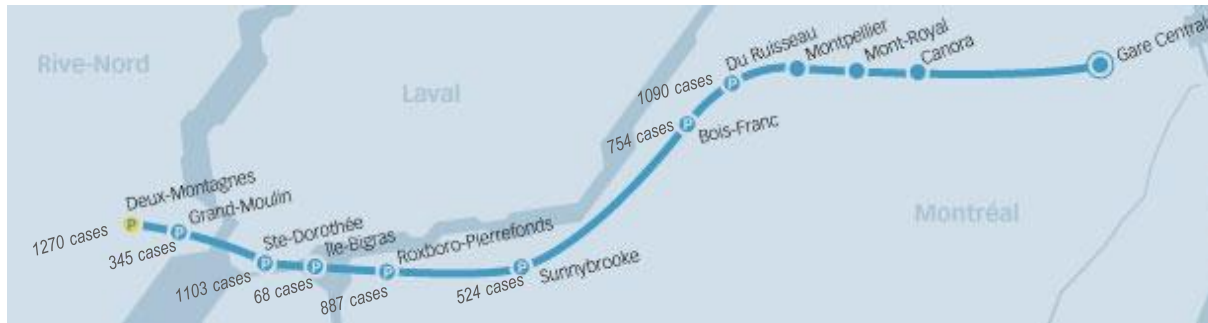 Rive-Nord
Laval
Montréal
Deux-Montagnes
1270 cases
P
Grand-Moulin
345 cases
P
Ste-Dorothée
1103 cases
P
Île-Bigras
68 cases
P
Roxboro-Pierrefonds
887 cases
P
Sunnybrooke
524 cases
P
Bois-Franc
754 cases
P
Du Ruisseau
1090 cases
P
Montpellier
Mont-Royal
Canora
Gare Central